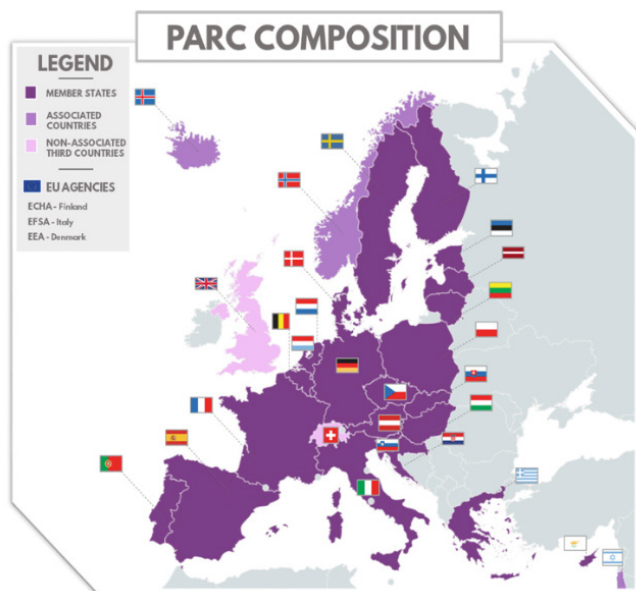 PARC COMPOSITION
LEGEND
MEMBER STATES
ASSOCIATED
COUNTRIES
NON-ASSOCIATED
THIRD COUNTRIES
EU AGENCIES
ECHA - Finland
EFSA - Italy
EEA - Denmark